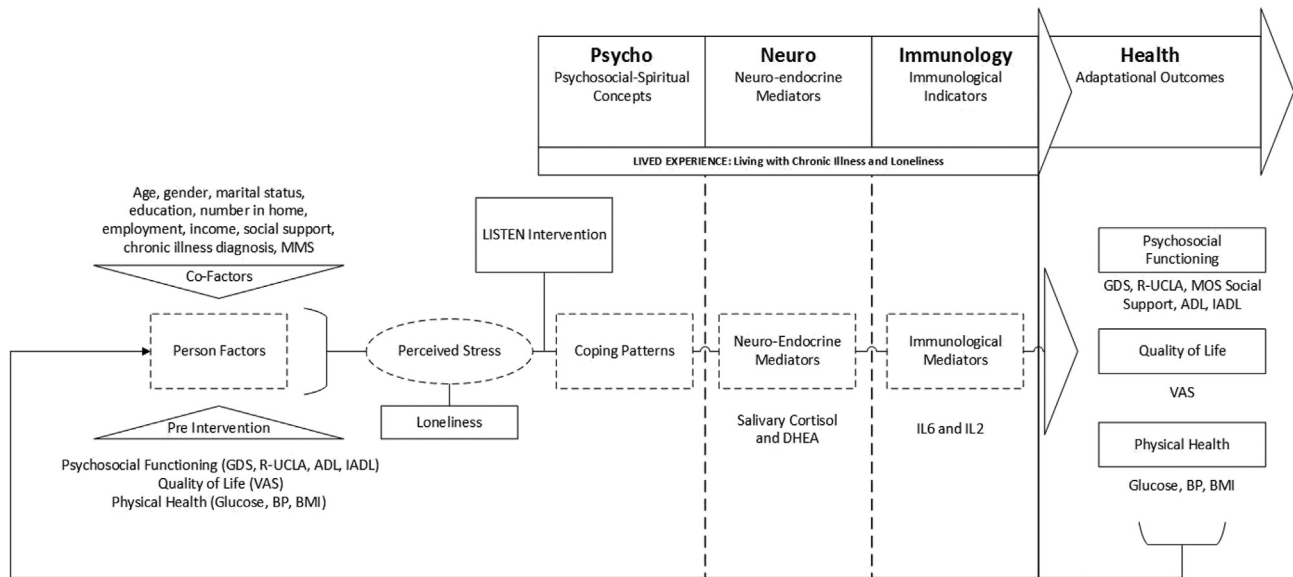 Psycho
Psychosocial-Spiritual
Concepts
Neuro
Neuro-endocrine
Mediators
Immunology
Immunological
Indicators
Health
Adaptational Outcomes
LIVED EXPERIENCE: Living with Chronic Illness and Loneliness
Age, gender, marital status,
education, number in home,
employment, income, social support,
chronic illness diagnosis, MMS
Co-Factors
Person Factors
Pre Intervention
Psychosocial Functioning (GDS, R-UCLA, ADL, IADL)
Quality of Life (VAS)
Physical Health (Glucose, BP, BMI)
Perceived Stress
Loneliness
LISTEN Intervention
Coping Patterns
Neuro-Endocrine
Mediators
Salivary Cortisol
and DHEA
Immunological
Mediators
IL6 and IL2
Psychosocial
Functioning
GDS, R-UCLA, MOS Social
Support, ADL, IADL
Quality of Life
VAS
Physical Health
Glucose, BP, BMI